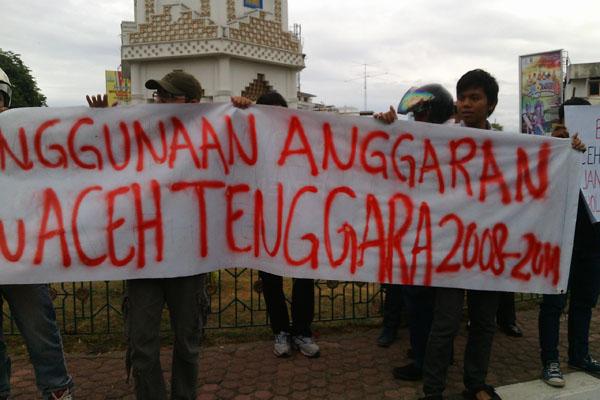 NGGUNAAN ANGGARAN
U ACEH TENGGARA 2008-2011